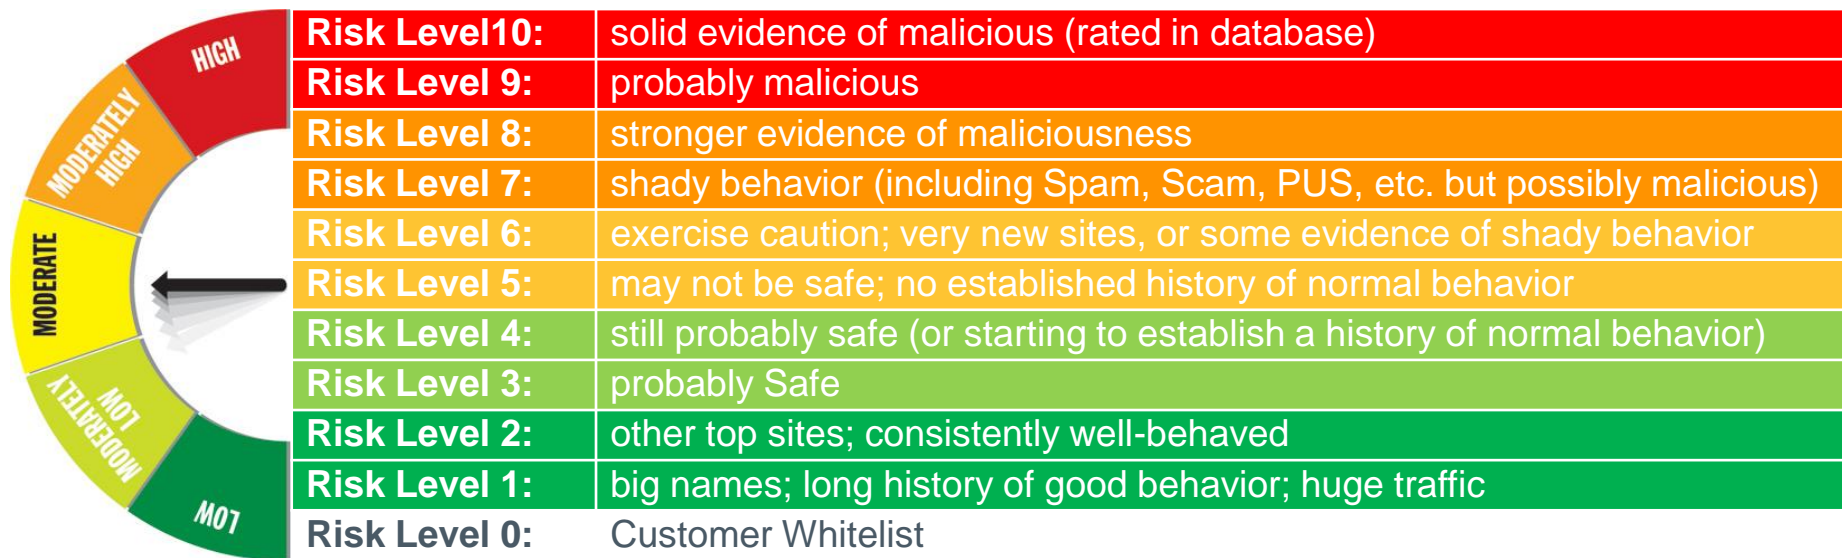 HIGH
MODERATELY
HIGH
MODERATE
MODERATELY
LOW
LOW
Risk Level10: solid evidence of malicious (rated in database)
Risk Level 9: probably malicious
Risk Level 8: stronger evidence of maliciousness
Risk Level 7: shady behavior (including Spam, Scam, PUS, etc. but possibly malicious)
Risk Level 6: exercise caution; very new sites, or some evidence of shady behavior
Risk Level 5: may not be safe; no established history of normal behavior
Risk Level 4: still probably safe (or starting to establish a history of normal behavior)
Risk Level 3: probably Safe
Risk Level 2: other top sites; consistently well-behaved
Risk Level 1: big names; long history of good behavior; huge traffic
Risk Level 0: Customer Whitelist